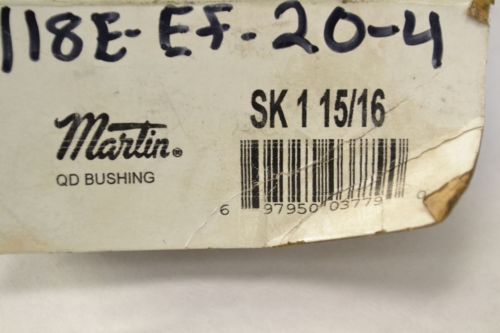 118E-EF-20-4
Martin®
QD BUSHING
SK 1 15/16
6 97950 03779 0